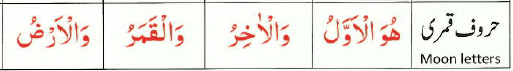 حروف قمری هُوَ الْاَوَّلُ وَالْاٰخِرُ وَالْقَمَرُ وَالْاَرْضُ
Moon letters